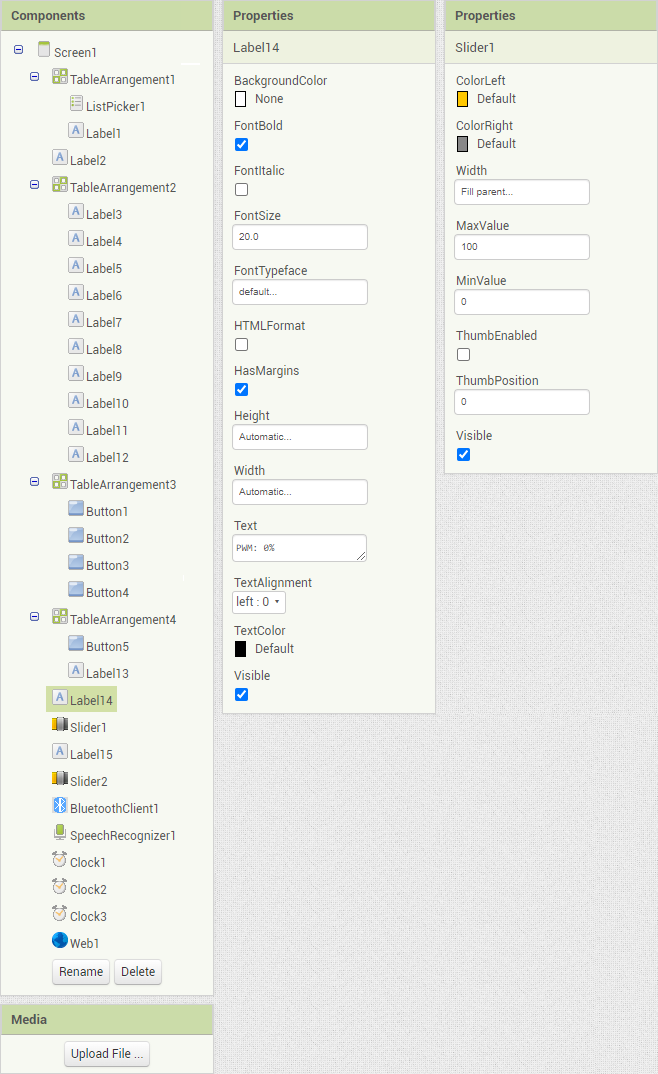 Components
Screen1
TableArrangement1
ListPicker1
A Label1
A Label2
TableArrangement2
A Label3
A Label4
A Label5
A Label6
A Label7
A Label8
A Label9
A Label10
A Label11
A Label12
TableArrangement3
Button1
Button2
Button3
Button4
TableArrangement4
Button5
A Label13
A Label14
Slider1
A Label15
Slider2
BluetoothClient1
SpeechRecognizer1
Clock1
Clock2
Clock3
Web1
Rename Delete
Media
Upload File ...
Properties
Label14
BackgroundColor
None
FontBold
FontItalic
FontSize
20.0
FontTypeface
default...
HTMLFormat
HasMargins
Height
Automatic...
Width
Automatic...
Text
PWM: 0%
TextAlignment
left : 0
TextColor
Default
Visible
Properties
Slider1
ColorLeft
Default
ColorRight
Default
Width
Fill parent...
MaxValue
100
MinValue
0
ThumbEnabled
ThumbPosition
0
Visible